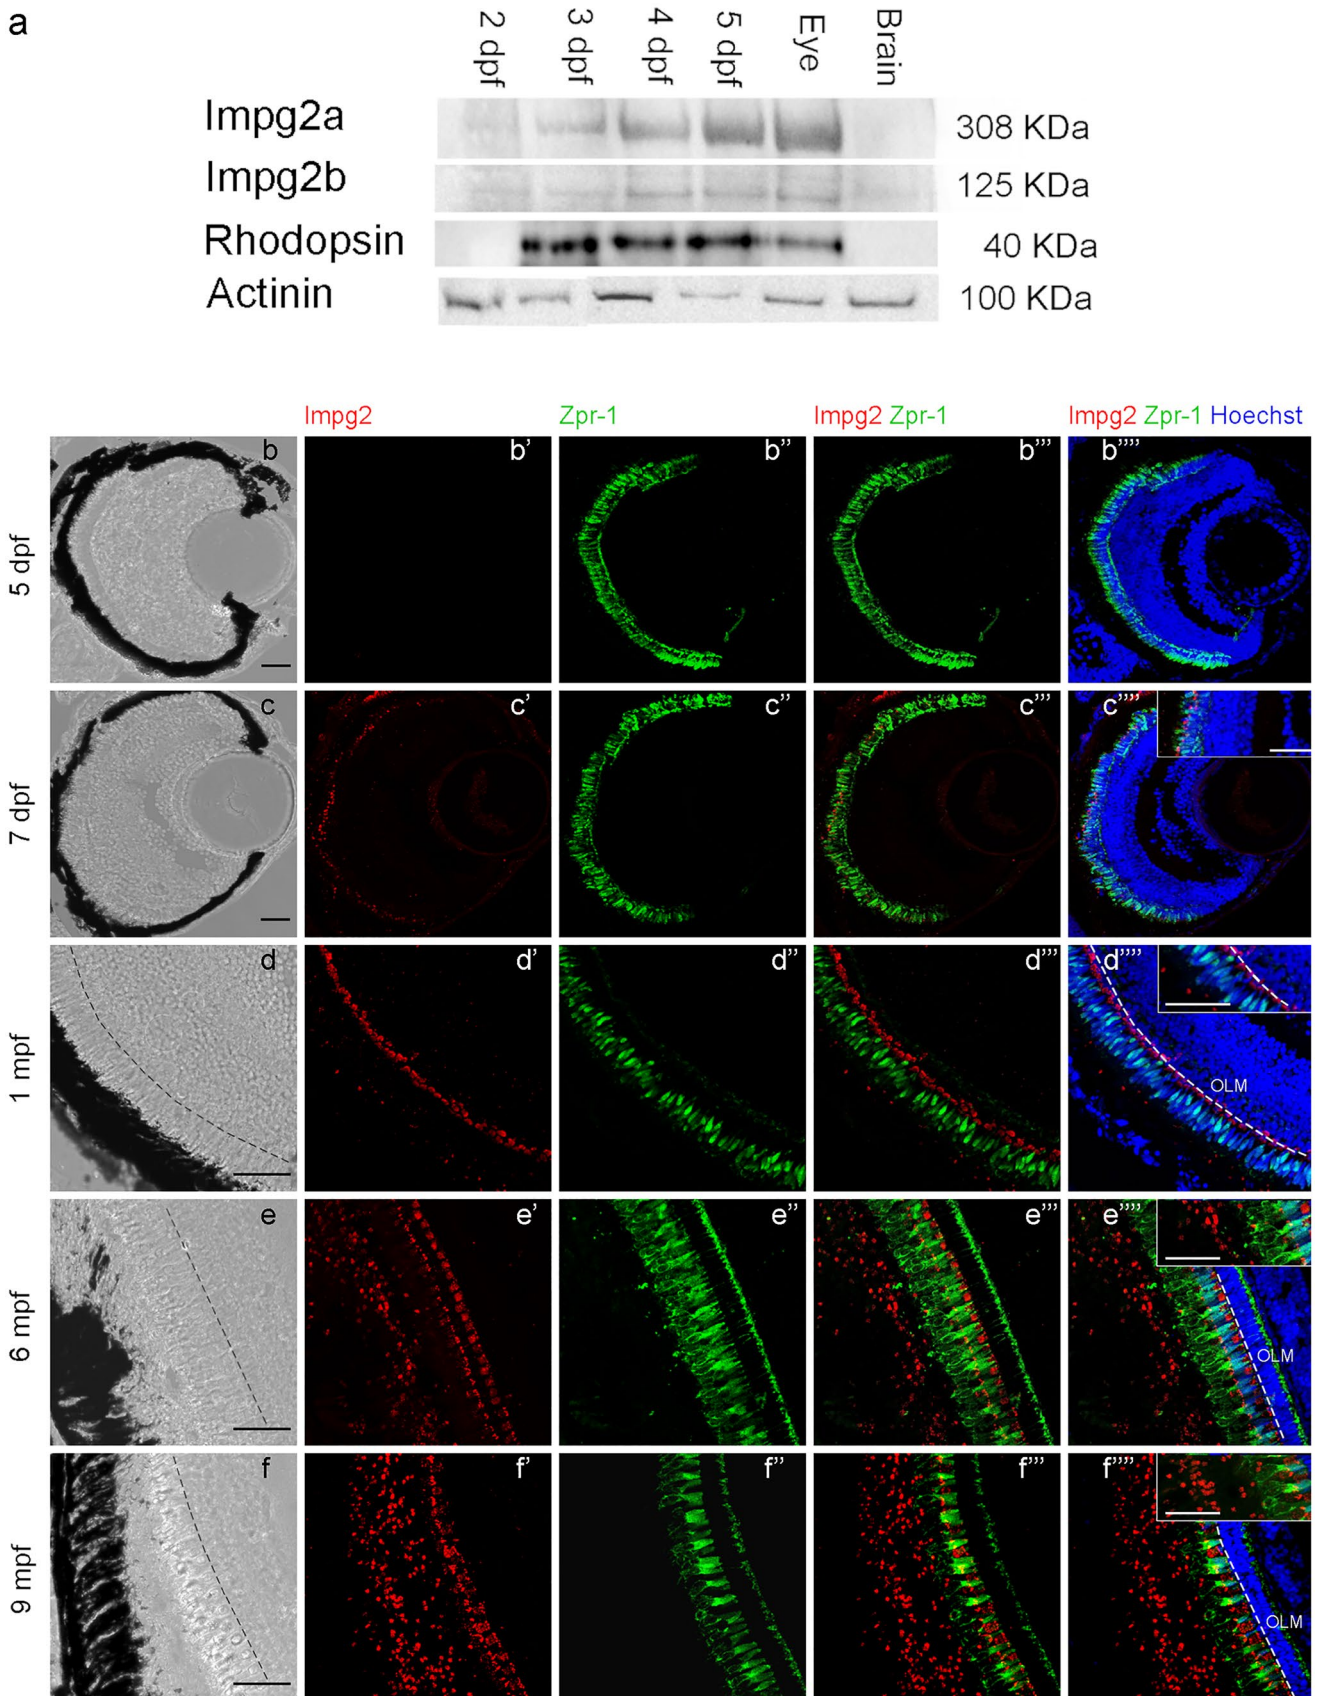 a
2 dpf 3 dpf 4 dpf 5 dpf Eye Brain
Impg2a 308 KDa
Impg2b 125 KDa
Rhodopsin 40 KDa
Actinin 100 KDa
Impg2 Zpr-1 Impg2 Zpr-1 Impg2 Zpr-1 Hoechst
5 dpf b b' b'' b''' b''''
7 dpf c c' c'' c''' c''''
1 mpf d d' d'' d''' d''''
OLM
6 mpf e e' e'' e''' e''''
OLM
9 mpf f f' f'' f''' f''''
OLM